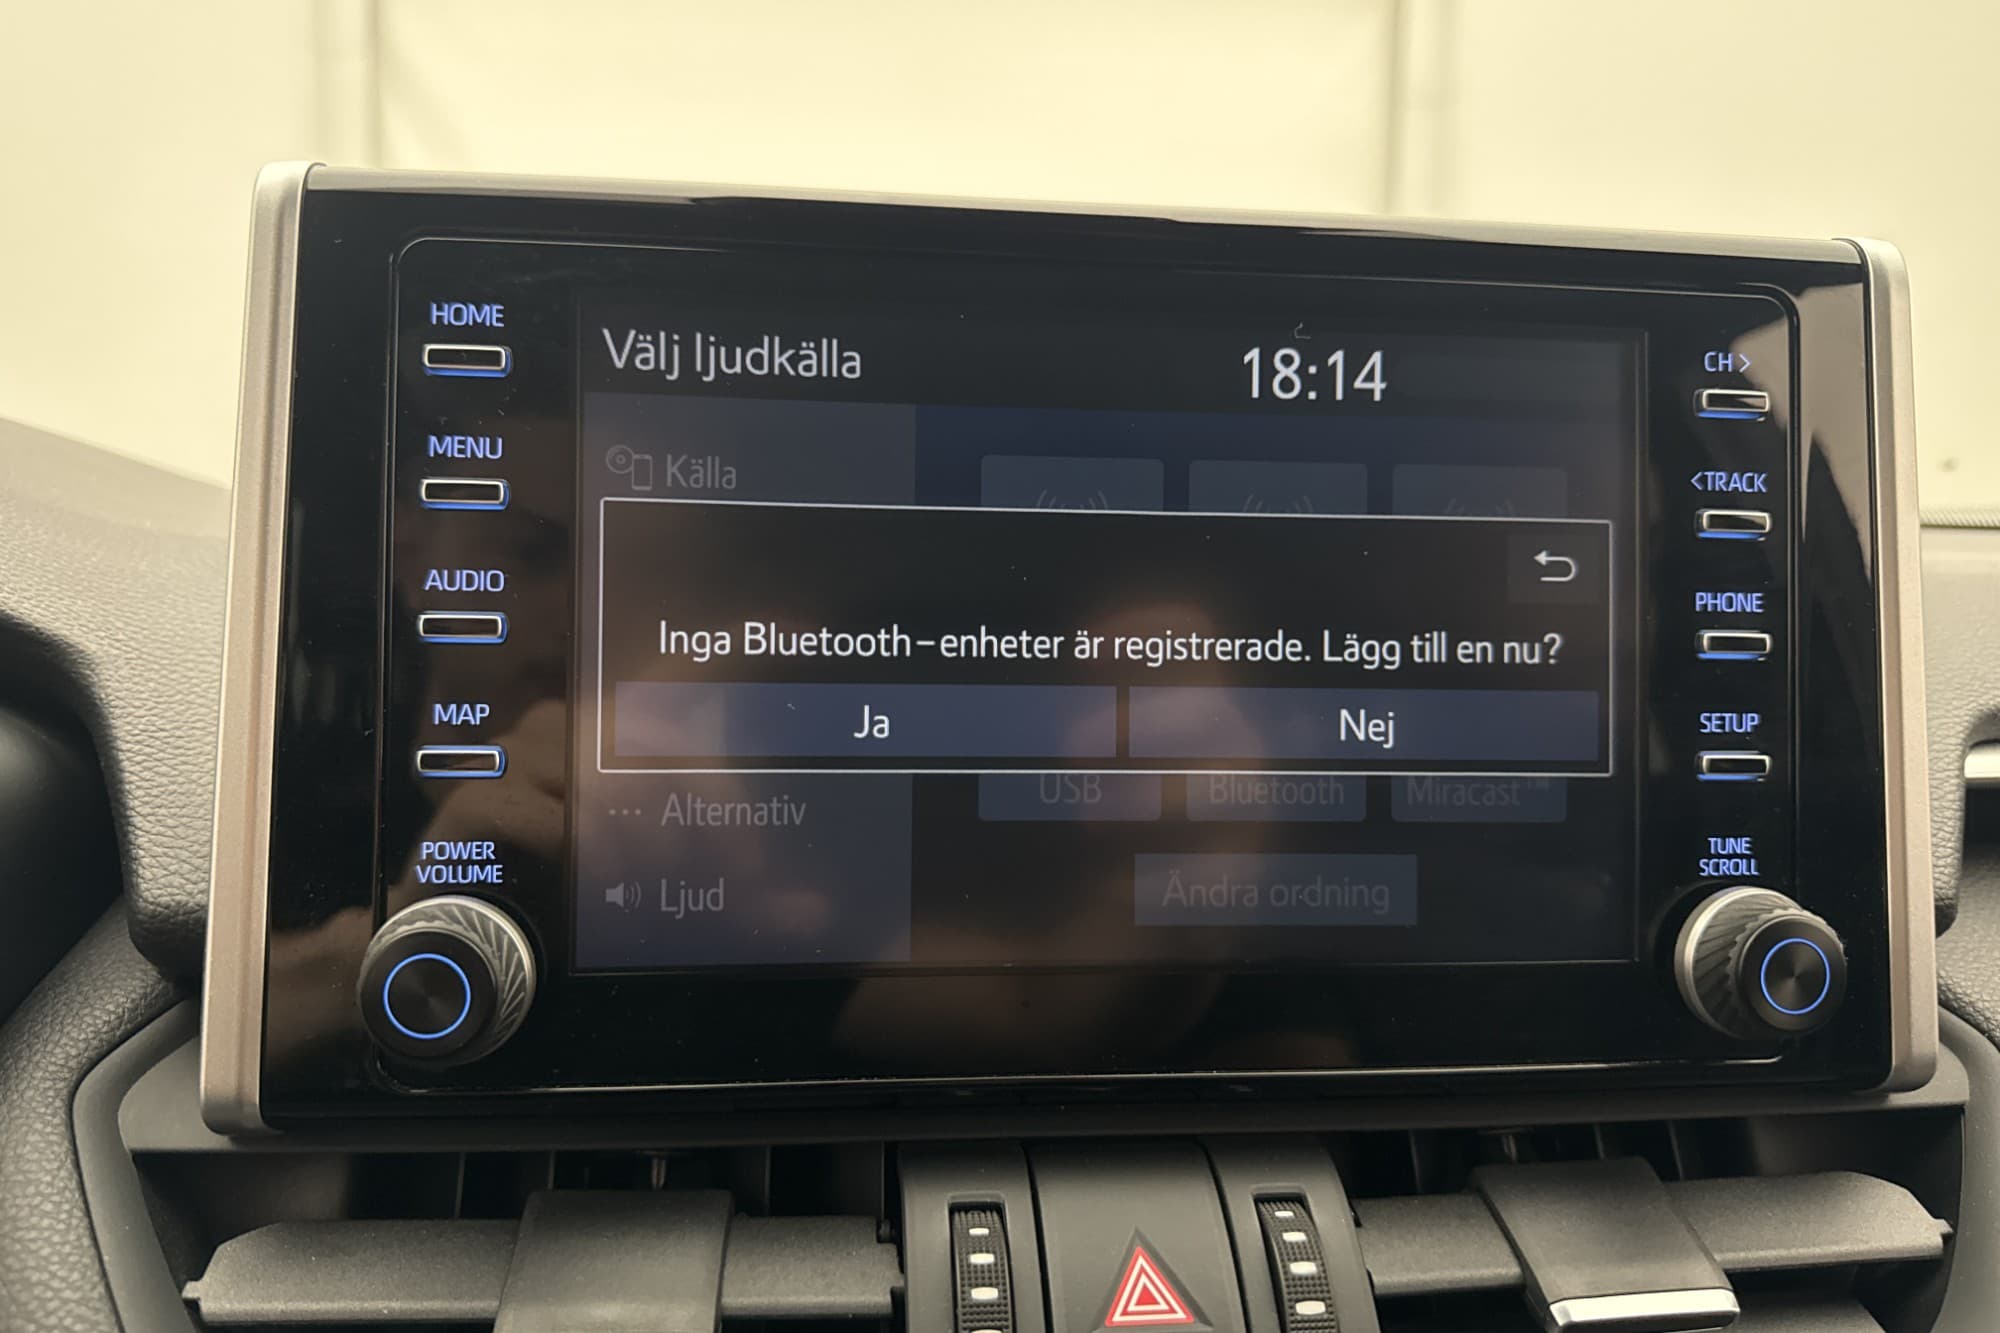 HOME
MENU
AUDIO
MAP
POWER
VOLUME
Välj ljudkälla
18:14
Källa
Inga Bluetooth-enheter är registrerade. Lägg till en nu?
Ja
Nej
USB
Bluetooth
Miracast™
Alternativ
Ljud
Ändra ordning
CH>
<TRACK
PHONE
SETUP
TUNE
SCROLL